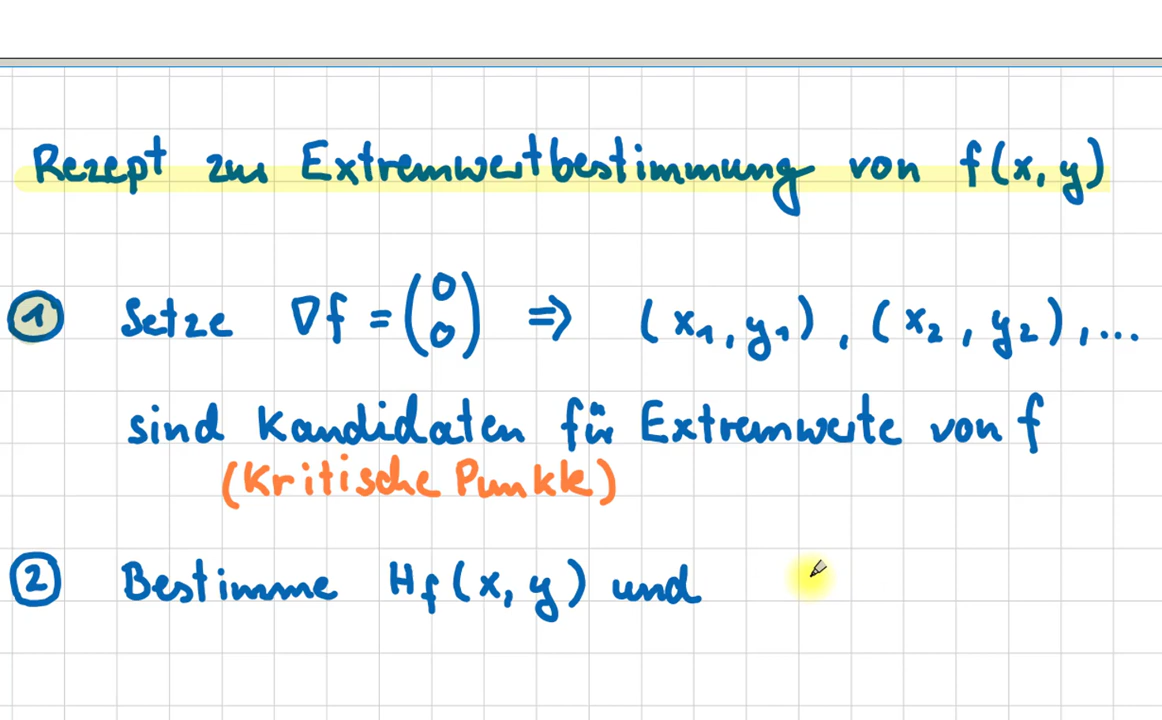 Rezept zur Extremwertbestimmung von f(x,y)
① Setze ∇f = (0 0) ⇒ (x₁,y₁), (x₂,y₂),...
sind Kandidaten für Extremwerte von f
(Kritische Punkte)
② Bestimme Hf(x,y) und